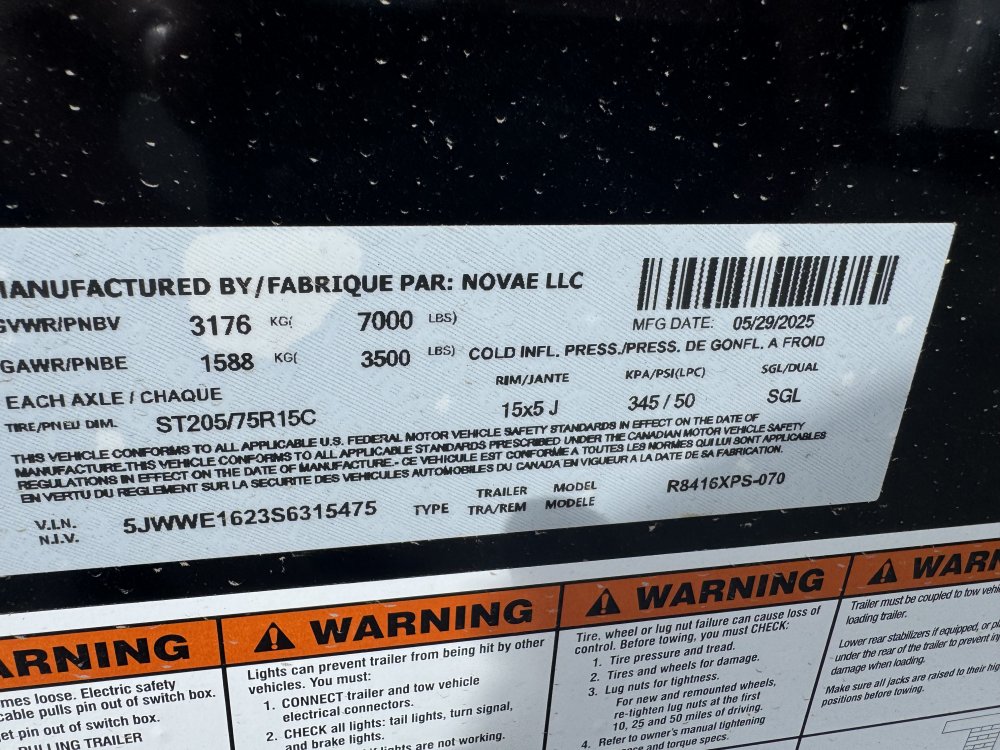 MANUFACTURED BY/FABRIQUE PAR: NOVAE LLC
GVWR/PNBV 3176 KG( 7000 LBS)
MFG DATE: 05/29/2025
GAWR/PNBE 1588 KG( 3500 LBS) COLD INFL. PRESS./PRESS. DE GONFL. A FROID
EACH AXLE / CHAQUE
RIM/JANTE KPA/PSI(LPC) SGL/DUAL
TIRE/PNEU DIM. ST205/75R15C 15x5 J 345 / 50 SGL
THIS VEHICLE CONFORMS TO ALL APPLICABLE U.S. FEDERAL MOTOR VEHICLE SAFETY STANDARDS IN EFFECT ON THE DATE OF
MANUFACTURE.THIS VEHICLE CONFORMS TO ALL APPLICABLE STANDARDS PRESCRIBED UNDER THE CANADIAN MOTOR VEHICLE SAFETY
REGULATIONS IN EFFECT ON THE DATE OF MANUFACTURE.- CE VEHICULE EST CONFORME A TOUTES LES NORMES QUI LUI SONT APPLICABLES
EN VERTU DU REGLEMENT SUR LA SECURITE DES VEHICULES AUTOMOBILES DU CANADA EN VIGUEUR A LA DATE DE SA FABRICATION.
V.I.N. 5JWWE1623S6315475 TYPE TRAILER MODEL R8416XPS-070
N.I.V. TRA/REM MODELE
WARNING
mes loose. Electric safety
cable pulls pin out of switch box.
et pin out of switch box.
PULLING TRAILER
WARNING
Lights can prevent trailer from being hit by other
vehicles. You must:
1. CONNECT trailer and tow vehicle
electrical connectors.
2. CHECK all lights: tail lights, turn signal,
and brake lights.
if lights are not working.
WARNING
Tire, wheel or lug nut failure can cause loss of
control. Before towing, you must CHECK:
1. Tire pressure and tread.
2. Tires and wheels for damage.
3. Lug nuts for tightness.
For new and remounted wheels,
re-tighten lug nuts at the first
10, 25 and 50 miles of driving.
4. Refer to owner's manual tightening
and torque specs.
WARN
Trailer must be coupled to tow vehi
loading trailer.
Lower rear stabilizers if equipped, or
under the rear of the trailer to prevent
damage when loading.
Make sure all jacks are raised to their
positions before towing.